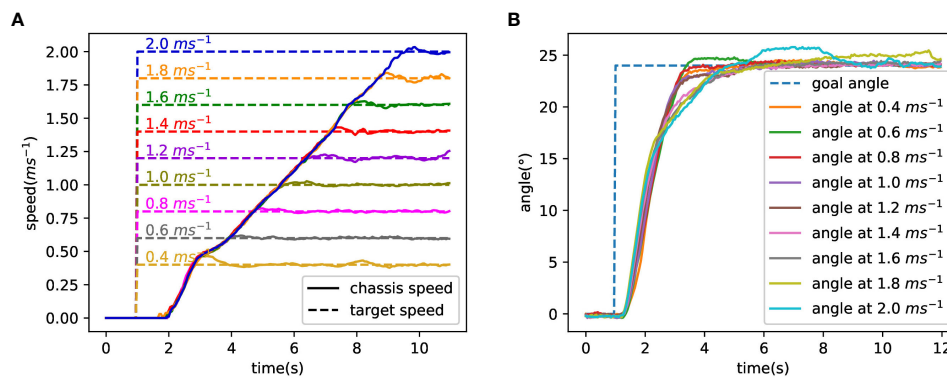 A
2.00
1.75
1.50
1.25
1.00
0.75
0.50
0.25
0.00
speed(ms⁻¹)
2.0 ms⁻¹
1.8 ms⁻¹
1.6 ms⁻¹
1.4 ms⁻¹
1.2 ms⁻¹
1.0 ms⁻¹
0.8 ms⁻¹
0.6 ms⁻¹
0.4 ms⁻¹
chassis speed
target speed
0 2 4 6 8 10
time(s)
B
25
20
15
10
5
0
angle(°)
goal angle
angle at 0.4 ms⁻¹
angle at 0.6 ms⁻¹
angle at 0.8 ms⁻¹
angle at 1.0 ms⁻¹
angle at 1.2 ms⁻¹
angle at 1.4 ms⁻¹
angle at 1.6 ms⁻¹
angle at 1.8 ms⁻¹
angle at 2.0 ms⁻¹
0 2 4 6 8 10 12
time(s)